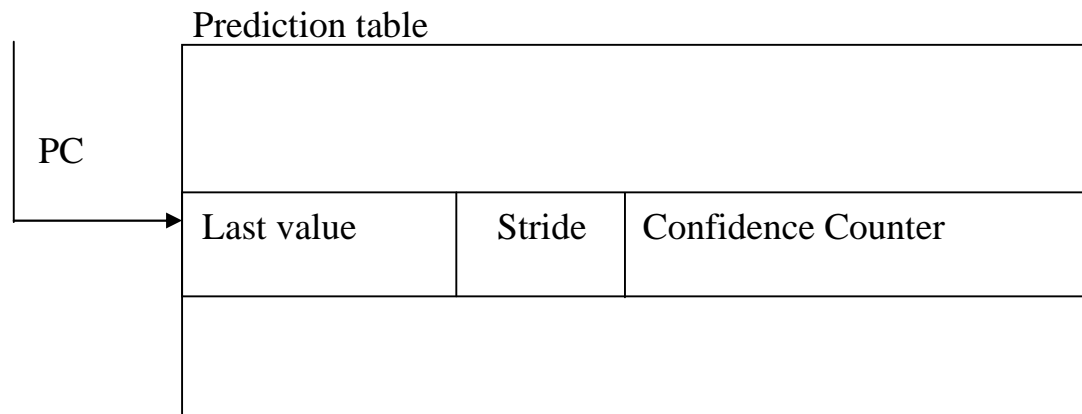 Prediction table
PC
Last value
Stride
Confidence Counter